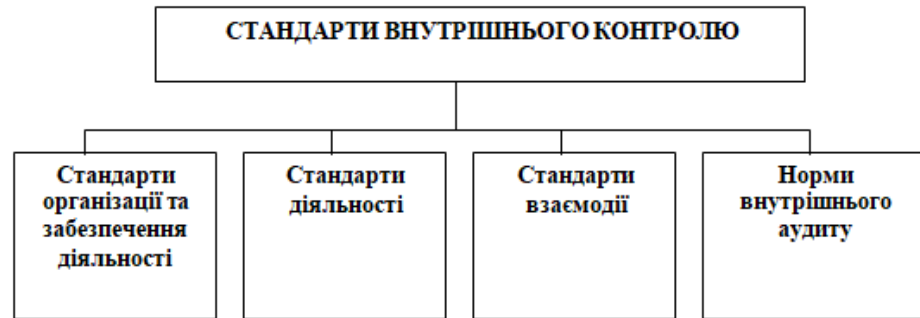 СТАНДАРТИ ВНУТРІШНЬОГО КОНТРОЛЮ
Стандарти
організації та
забезпечення
діяльності
Стандарти
діяльності
Стандарти
взаємодії
Норми
внутрішнього
аудиту